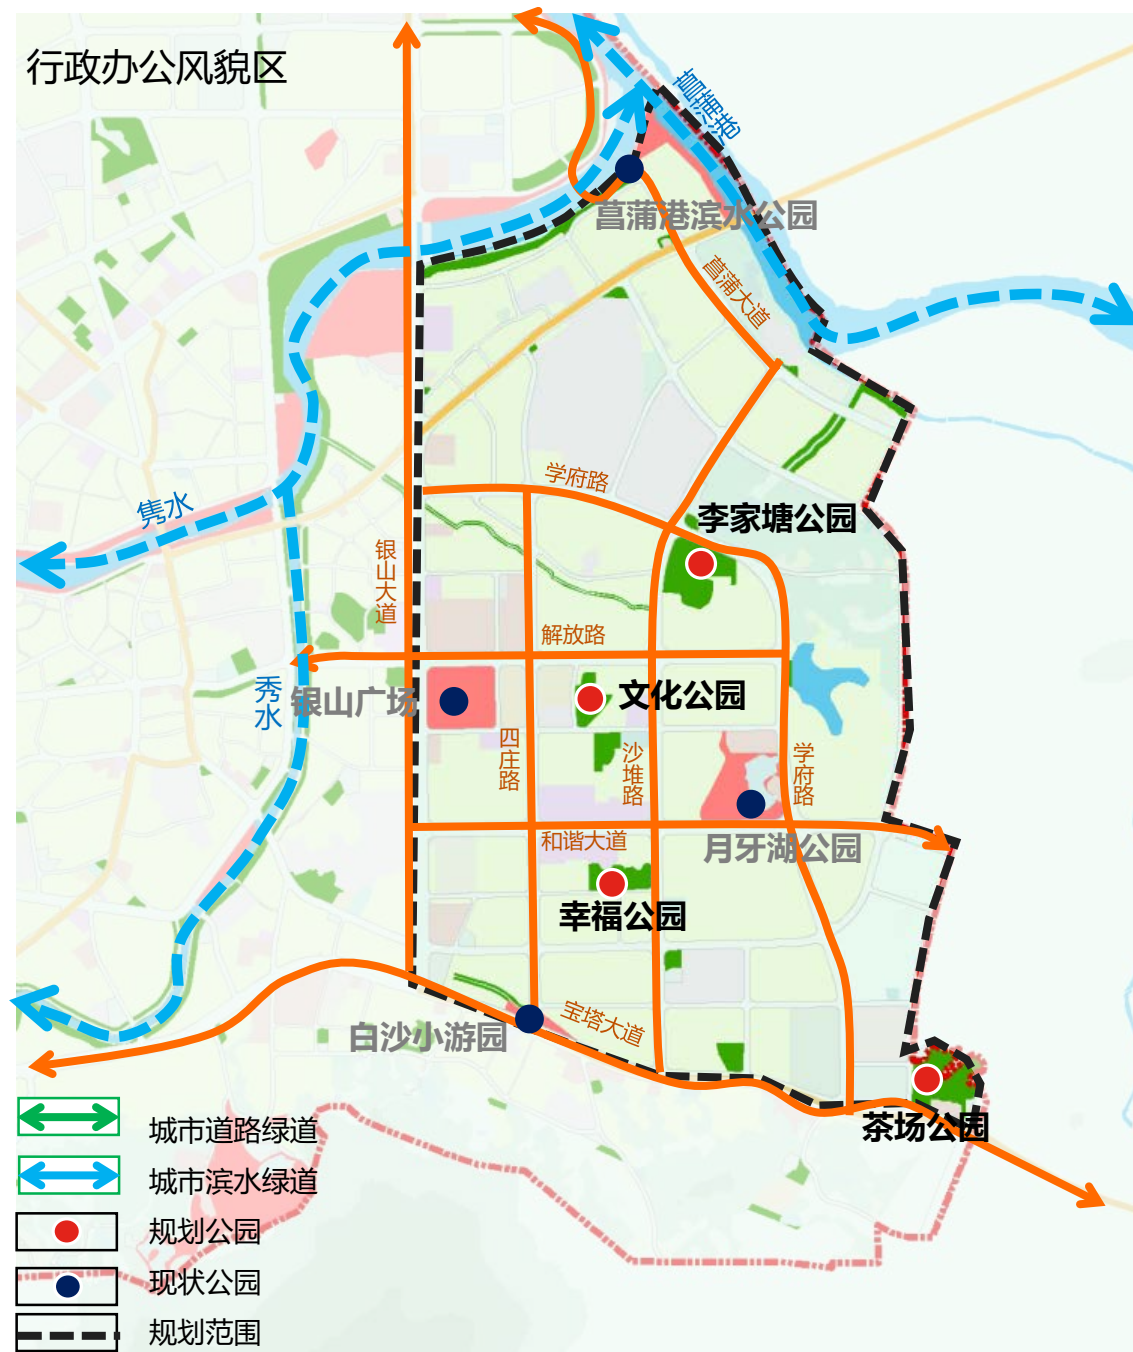 行政办公风貌区
菖蒲港
菖蒲港滨水公园
菖蒲大道
学府路
隽水
李家塘公园
银山大道
解放路
秀水
银山广场
文化公园
四庄路
沙堆路
学府路
和谐大道
月牙湖公园
幸福公园
白沙小游园
宝塔大道
茶场公园
城市道路绿道
城市滨水绿道
规划公园
现状公园
规划范围